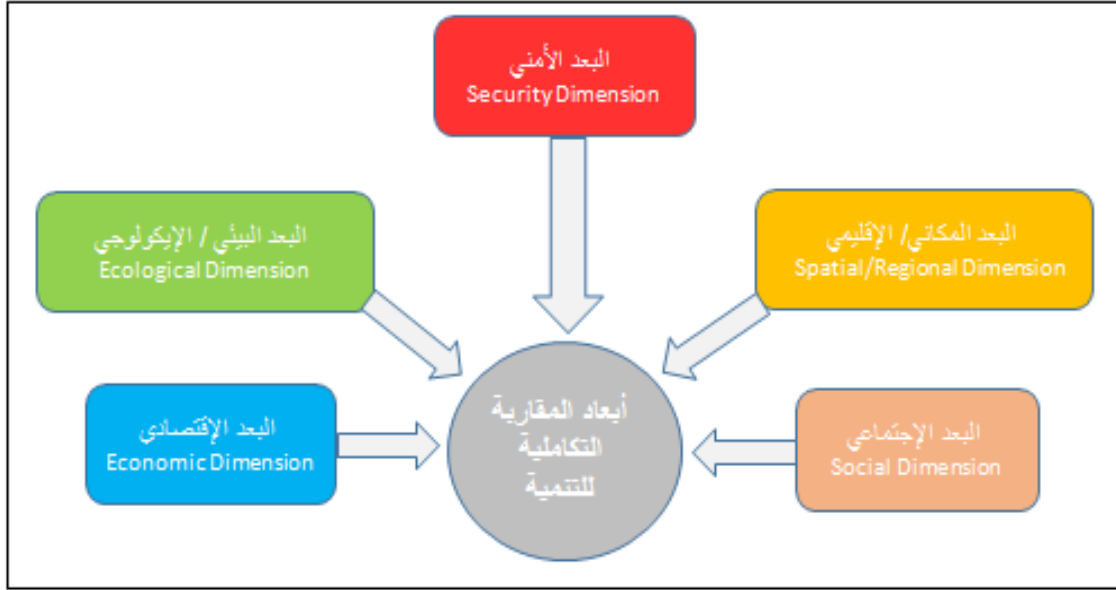 البعد الأمني
Security Dimension
البعد البيئي / الإيكولوجي
Ecological Dimension
البعد المكاني/ الإقليمي
Spatial/Regional Dimension
أبعاد المقاربة
التكاملية
للتنمية
البعد الإقتصادي
Economic Dimension
البعد الإجتماعي
Social Dimension